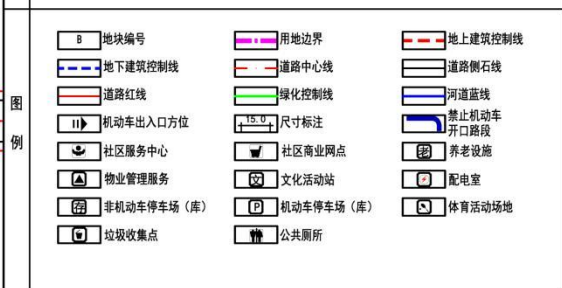 图例
B 地块编号 用地边界 地上建筑控制线
地下建筑控制线 道路中心线 道路侧石线
道路红线 绿化控制线 河道蓝线
机动车出入口方位 15.0 尺寸标注 禁止机动车
开口路段
社区服务中心 社区商业网点 老 养老设施
物业管理服务 文 文化活动站 配电室
存 非机动车停车场（库） P 机动车停车场（库） 体育活动场地
垃圾收集点 公共厕所